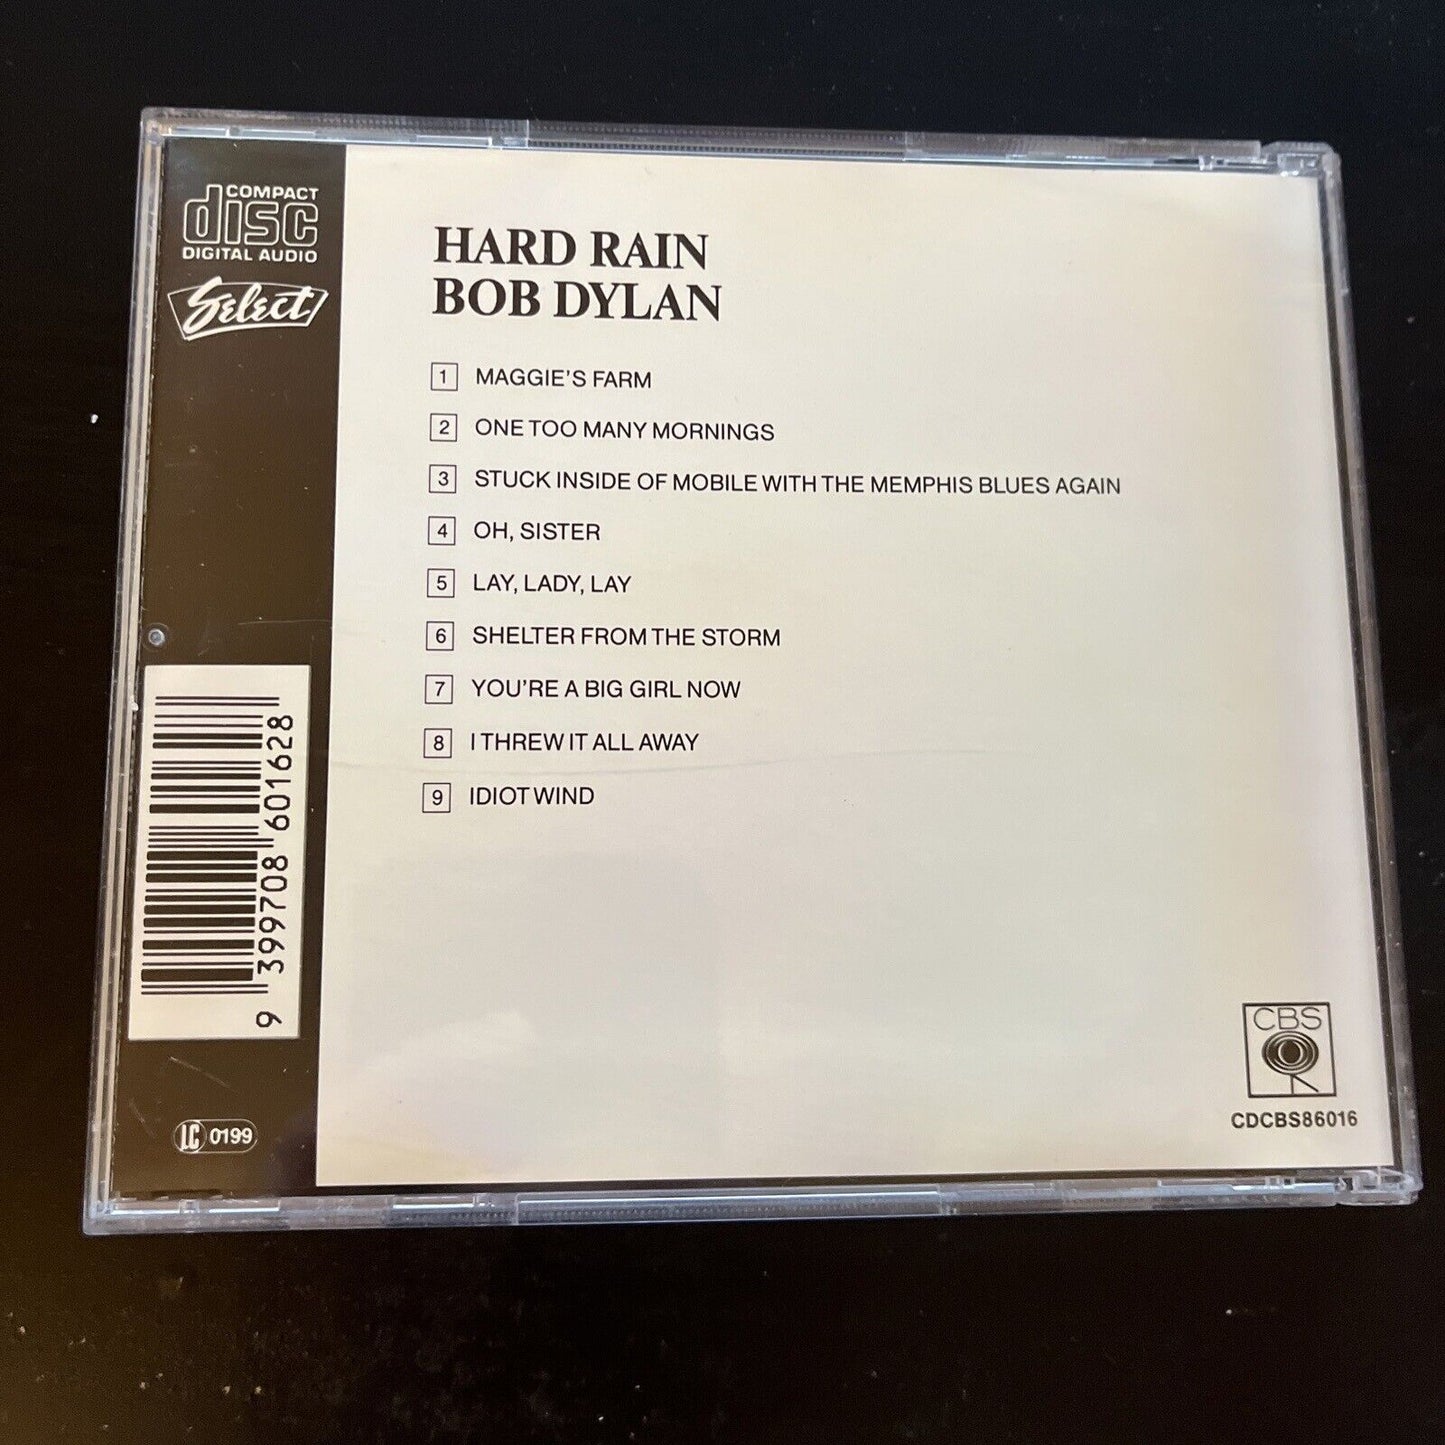 COMPACT
disc
DIGITAL AUDIO
Select
HARD RAIN
BOB DYLAN
1 MAGGIE'S FARM
2 ONE TOO MANY MORNINGS
3 STUCK INSIDE OF MOBILE WITH THE MEMPHIS BLUES AGAIN
4 OH, SISTER
5 LAY, LADY, LAY
6 SHELTER FROM THE STORM
7 YOU'RE A BIG GIRL NOW
8 I THREW IT ALL AWAY
9 IDIOT WIND
9 399708 601628
LC 0199
CBS
CDCBS86016